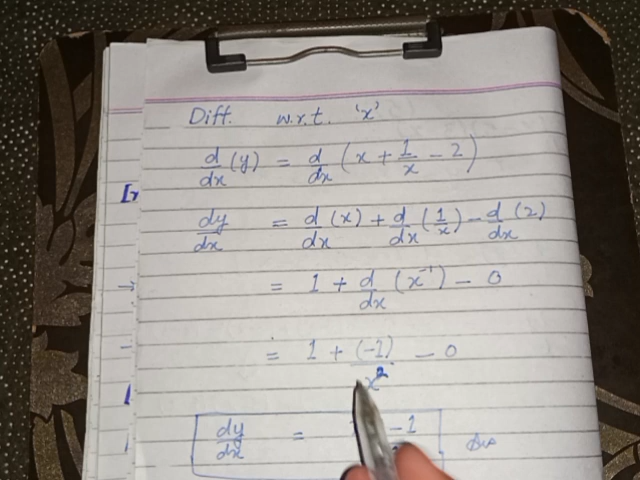 Diff. w.r.t. 'x'
d/dx (y) = d/dx (x + 1/x - 2)
dy/dx = d/dx (x) + d/dx (1/x) - d/dx (2)
= 1 + d/dx (x⁻¹) - 0
= 1 + (-1)/x² - 0
dy/dx = - 1 Ans